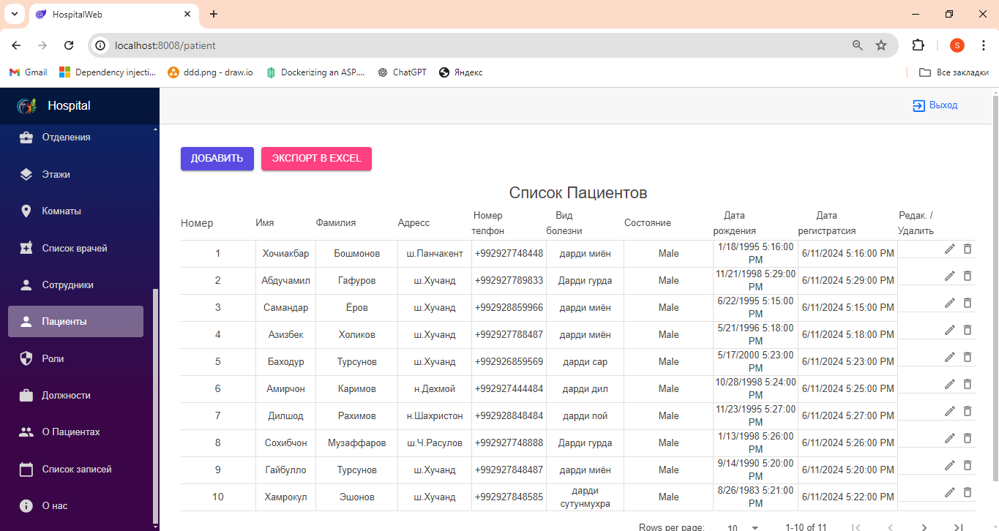 HospitalWeb
localhost:8008/patient
S
Gmail
Dependency injecti...
ddd.png - draw.io
Dockerizing an ASP....
ChatGPT
Яндекс
Все закладки
Hospital
Выход
Отделения
Этажи
Комнаты
Список врачей
Сотрудники
Пациенты
Роли
Должности
О Пациентах
Список записей
О нас
ДОБАВИТЬ
ЭКСПОРТ В EXCEL
Список Пациентов
Номер Имя Фамилия Адресс Номер телфон Вид болезни Состояние Дата рождения Дата регистратсия Редак. / Удалить
1 Хочиакбар Бошмонов ш.Панчакент +992927748448 дарди миён Male 1/18/1995 5:16:00 PM 6/11/2024 5:16:00 PM
2 Абдучамил Гафуров ш.Хучанд +992927789833 Дарди гурда Male 11/21/1998 5:29:00 PM 6/11/2024 5:29:00 PM
3 Самандар Ёров ш.Хучанд +992928859966 дарди миён Male 6/22/1995 5:15:00 PM 6/11/2024 5:15:00 PM
4 Азизбек Холиков ш.Хучанд +992927788487 дарди миён Male 5/21/1996 5:18:00 PM 6/11/2024 5:18:00 PM
5 Баходур Турсунов ш.Хучанд +992926859569 дарди сар Male 5/17/2000 5:23:00 PM 6/11/2024 5:23:00 PM
6 Амирчон Каримов н.Дехмой +992927444484 дарди дил Male 10/28/1998 5:24:00 PM 6/11/2024 5:25:00 PM
7 Дилшод Рахимов н.Шахристон +992928848484 дарди пой Male 11/23/1995 5:27:00 PM 6/11/2024 5:27:00 PM
8 Сохибчон Музаффаров ш.Ч.Расулов +992927748888 Дарди гурда Male 1/13/1998 5:26:00 PM 6/11/2024 5:26:00 PM
9 Гайбулло Турсунов ш.Хучанд +992927848487 дарди миён Male 9/14/1990 5:20:00 PM 6/11/2024 5:20:00 PM
10 Хамрокул Эшонов ш.Хучанд +992927848585 дарди сутунмухра Male 8/26/1983 5:21:00 PM 6/11/2024 5:22:00 PM
Rows per page: 10 1-10 of 11